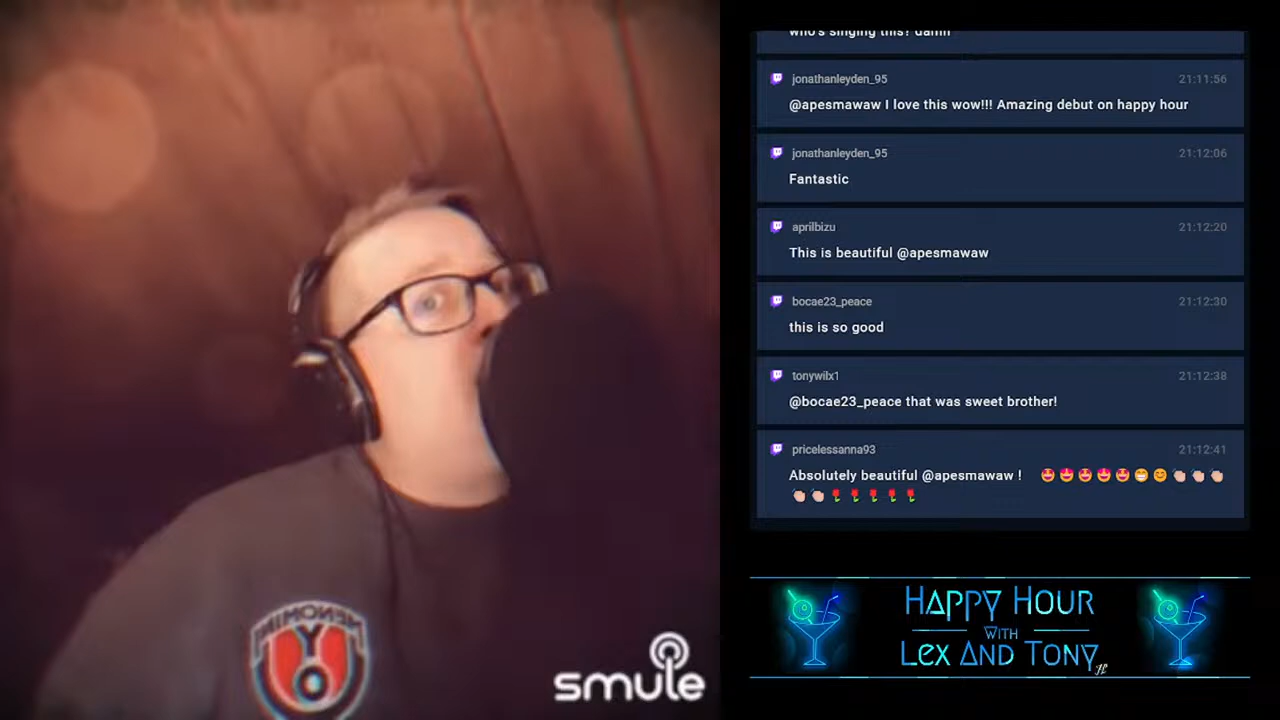 who's singing this? damn
jonathanleyden_95 21:11:56
@apesmawaw I love this wow!!! Amazing debut on happy hour
jonathanleyden_95 21:12:06
Fantastic
aprilbizu 21:12:20
This is beautiful @apesmawaw
bocae23_peace 21:12:30
this is so good
tonywilx1 21:12:38
@bocae23_peace that was sweet brother!
pricelessanna93 21:12:41
Absolutely beautiful @apesmawaw ! 🤩🤩🤩🤩🤩😁😊👏🏻👏🏻👏🏻
👏🏻👏🏻🌹🌹🌹🌹🌹
MENOMIN
smule
HAPPY HOUR
WITH
LEX AND TONY